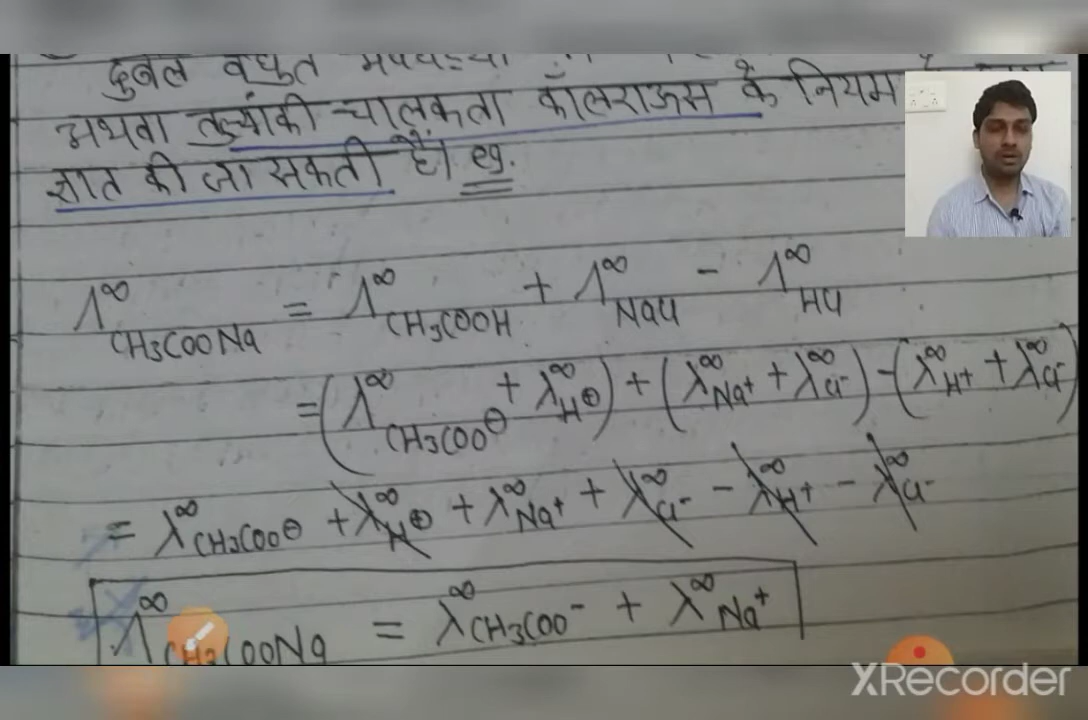 दुर्बल वैद्युत
अथवा तुल्यांकी चालकता कॉलराऊस के नियम
ज्ञात की जा सकती है। eg.
Λ∞CH3COONa = Λ∞CH3COOH + Λ∞NaCl − Λ∞HCl
= (λ∞CH3COO⊖ + λ∞H⊕) + (λ∞Na+ + λ∞Cl-) − (λ∞H+ + λ∞Cl-)
= λ∞CH3COO⊖ + λ∞H⊕ + λ∞Na+ + λ∞Cl- − λ∞H+ − λ∞Cl-
Λ∞CH3COONa = λ∞CH3COO- + λ∞Na+
XRecorder